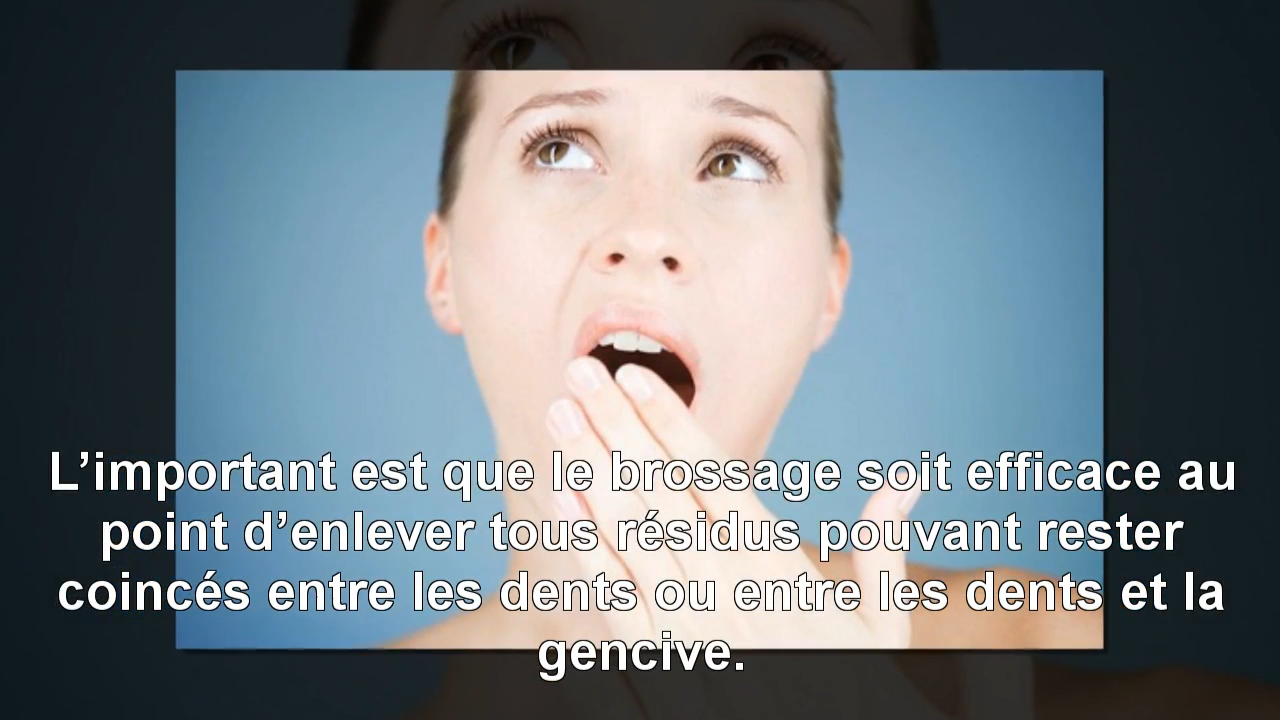 L’important est que le brossage soit efficace au
point d’enlever tous résidus pouvant rester
coincés entre les dents ou entre les dents et la
gencive.